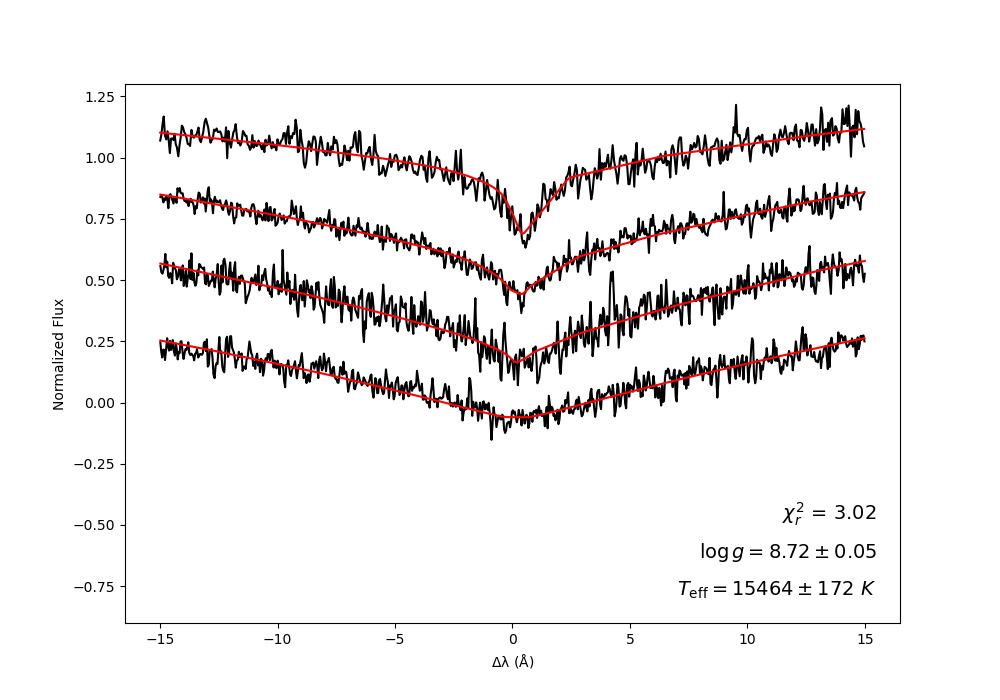 1.25
1.00
0.75
0.50
0.25
0.00
−0.25
−0.50
−0.75
Normalized Flux
χ²ᵣ = 3.02
log g = 8.72 ± 0.05
T_eff = 15464 ± 172 K
−15 −10 −5 0 5 10 15
Δλ (Å)